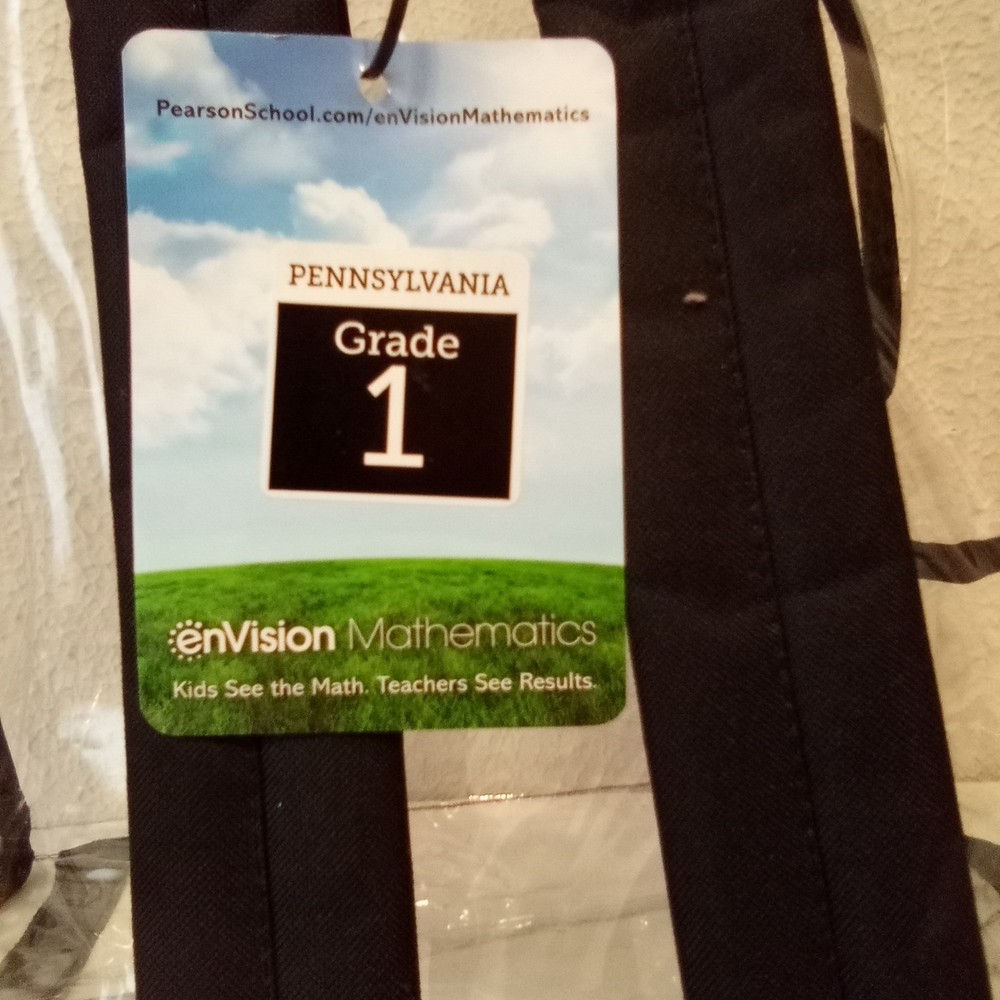 PearsonSchool.com/enVisionMathematics
PENNSYLVANIA
Grade
1
enVision Mathematics
Kids See the Math. Teachers See Results.